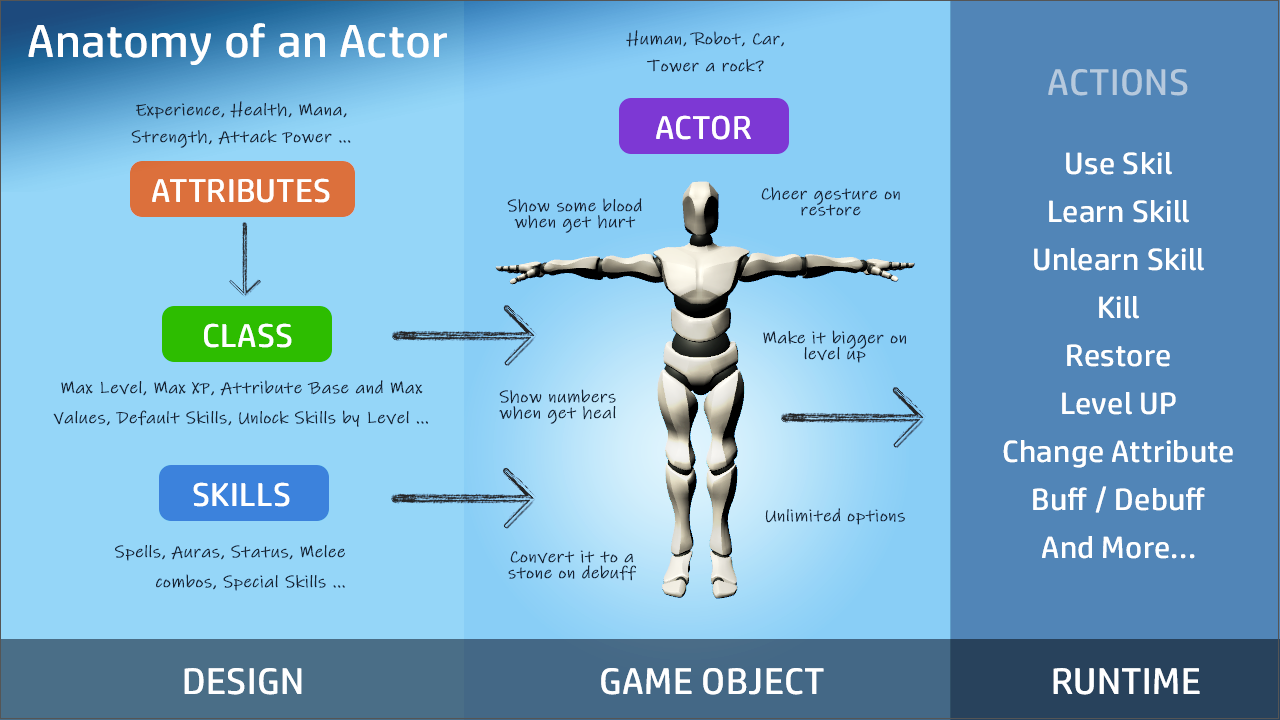 Anatomy of an Actor
Experience, Health, Mana,
Strength, Attack Power ...
ATTRIBUTES
CLASS
Max Level, Max XP, Attribute Base and Max
Values, Default Skills, Unlock Skills by Level ...
SKILLS
Spells, Auras, Status, Melee
combos, Special Skills ...
DESIGN
Human, Robot, Car,
Tower a rock?
ACTOR
Show some blood
when get hurt
Cheer gesture on
restore
Make it bigger on
level up
Show numbers
when get heal
Unlimited options
Convert it to a
stone on debuff
GAME OBJECT
ACTIONS
Use Skil
Learn Skill
Unlearn Skill
Kill
Restore
Level UP
Change Attribute
Buff / Debuff
And More...
RUNTIME